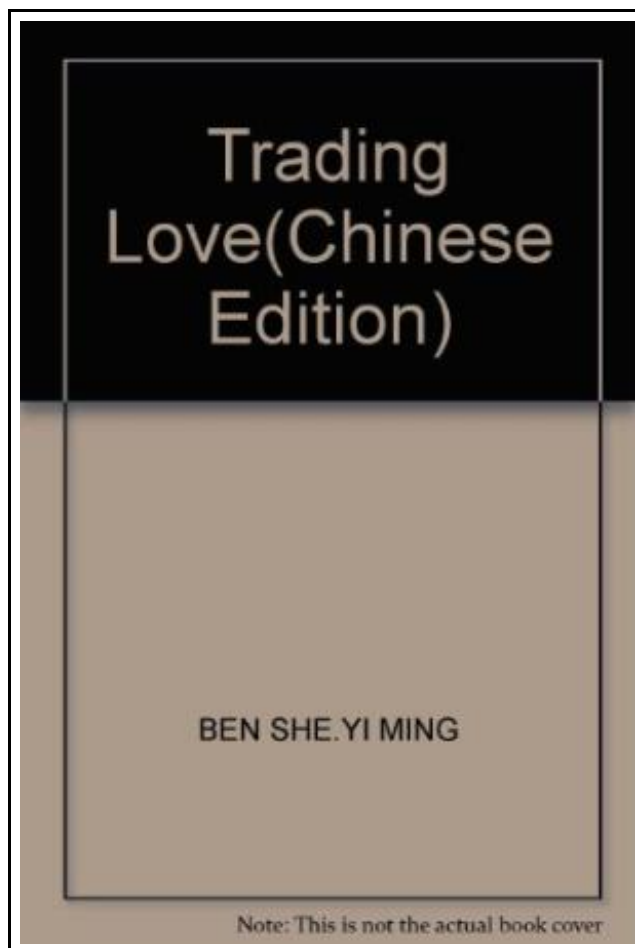 Trading
Love(Chinese
Edition)
BEN SHE.YI MING
Note: This is not the actual book cover